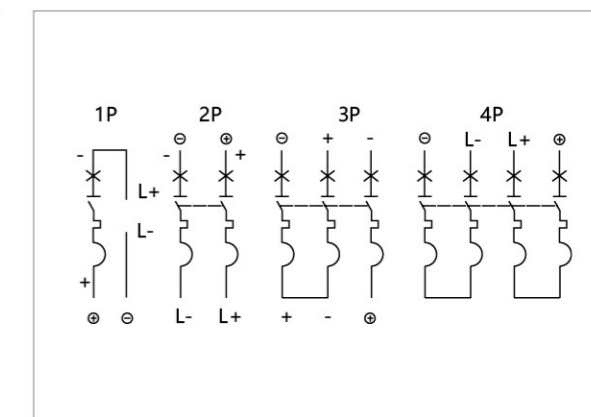 1P 2P 3P 4P
⊖ ⊕ ⊖ + - ⊖ L- L+ ⊕
- - +
L+
L-
+
⊕ ⊖ L- L+ + - ⊕